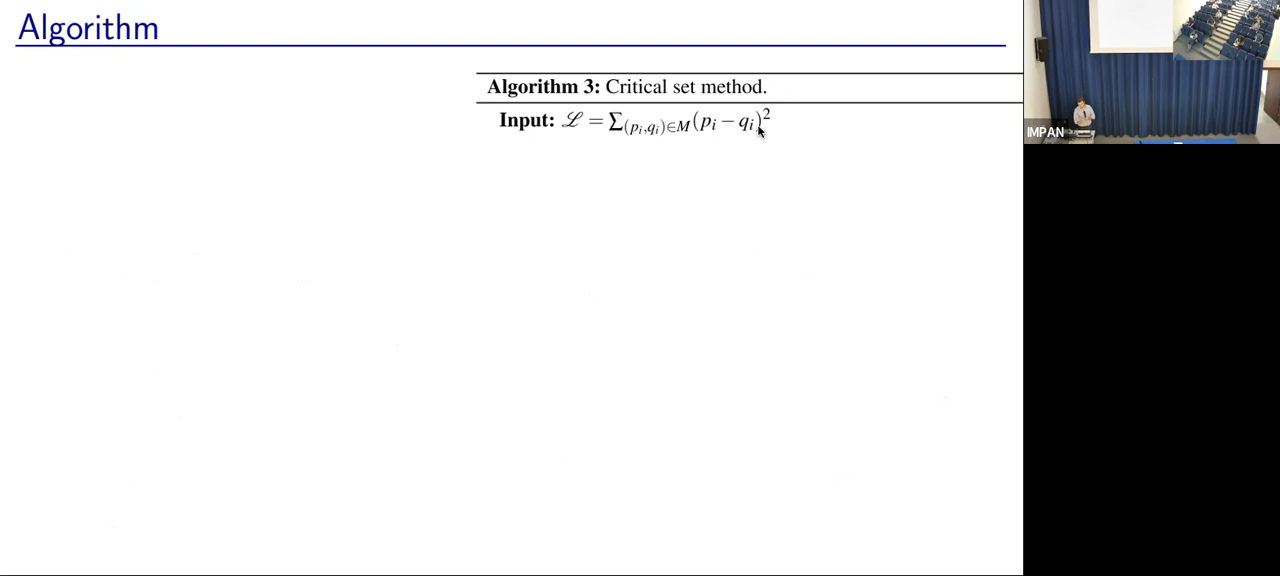 Algorithm
Algorithm 3: Critical set method.
Input: ℒ = ∑_{(p_i,q_i)∈M}(p_i − q_i)^2
IMPAN